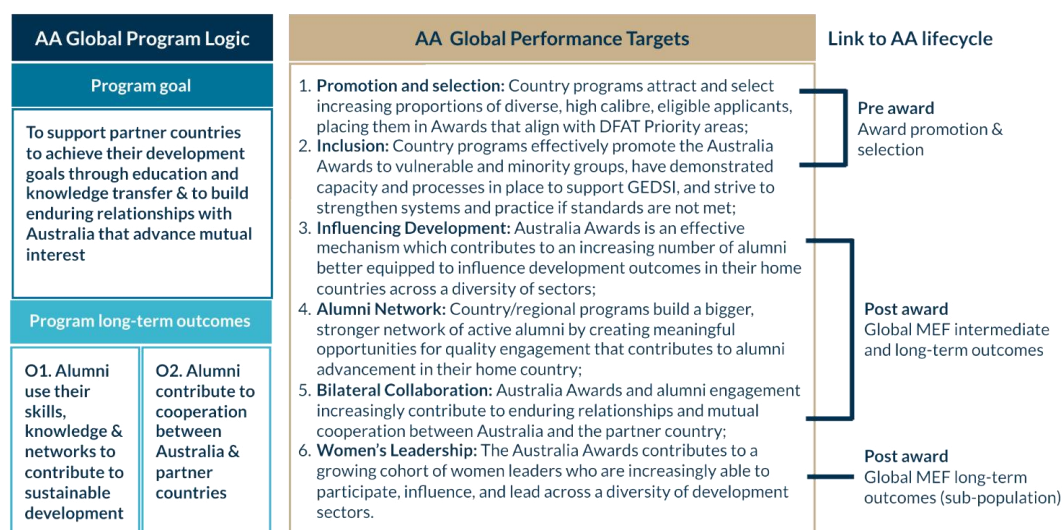 AA Global Program Logic
Program goal
To support partner countries
to achieve their development
goals through education and
knowledge transfer & to build
enduring relationships with
Australia that advance mutual
interest
Program long-term outcomes
O1. Alumni
use their
skills,
knowledge &
networks to
contribute to
sustainable
development
O2. Alumni
contribute to
cooperation
between
Australia &
partner
countries
AA Global Performance Targets
1. Promotion and selection: Country programs attract and select
increasing proportions of diverse, high calibre, eligible applicants,
placing them in Awards that align with DFAT Priority areas;
2. Inclusion: Country programs effectively promote the Australia
Awards to vulnerable and minority groups, have demonstrated
capacity and processes in place to support GEDSI, and strive to
strengthen systems and practice if standards are not met;
3. Influencing Development: Australia Awards is an effective
mechanism which contributes to an increasing number of alumni
better equipped to influence development outcomes in their home
countries across a diversity of sectors;
4. Alumni Network: Country/regional programs build a bigger,
stronger network of active alumni by creating meaningful
opportunities for quality engagement that contributes to alumni
advancement in their home country;
5. Bilateral Collaboration: Australia Awards and alumni engagement
increasingly contribute to enduring relationships and mutual
cooperation between Australia and the partner country;
6. Women's Leadership: The Australia Awards contributes to a
growing cohort of women leaders who are increasingly able to
participate, influence, and lead across a diversity of development
sectors.
Link to AA lifecycle
Pre award
Award promotion &
selection
Post award
Global MEF intermediate
and long-term outcomes
Post award
Global MEF long-term
outcomes (sub-population)